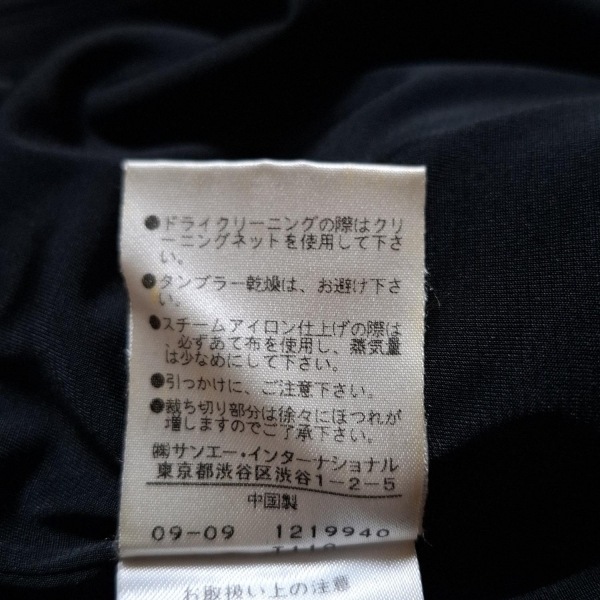 ●ドライクリーニングの際はクリ
ーニングネットを使用して下さ
い。
●タンブラー乾燥は、お避け下さ
い。
●スチームアイロン仕上げの際は
、必ずあて布を使用し、蒸気量
は少なめにして下さい。
●引っかけに、ご注意下さい。
●裁ち切り部分は徐々にほつれが
増しますのでご了承下さい。
㈱サンエー・インターナショナル
東京都渋谷区渋谷1-2-5
中国製
09-09 1219940
お取扱い上の注意